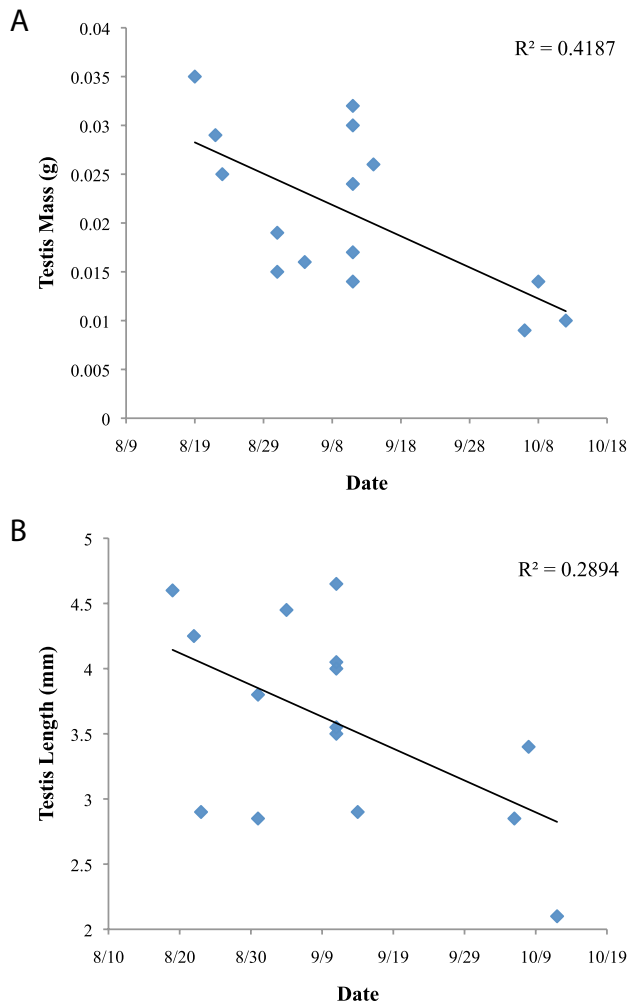 A
R² = 0.4187
0.04
0.035
0.03
0.025
0.02
0.015
0.01
0.005
0
Testis Mass (g)
8/9 8/19 8/29 9/8 9/18 9/28 10/8 10/18
Date
B
R² = 0.2894
5
4.5
4
3.5
3
2.5
2
Testis Length (mm)
8/10 8/20 8/30 9/9 9/19 9/29 10/9 10/19
Date